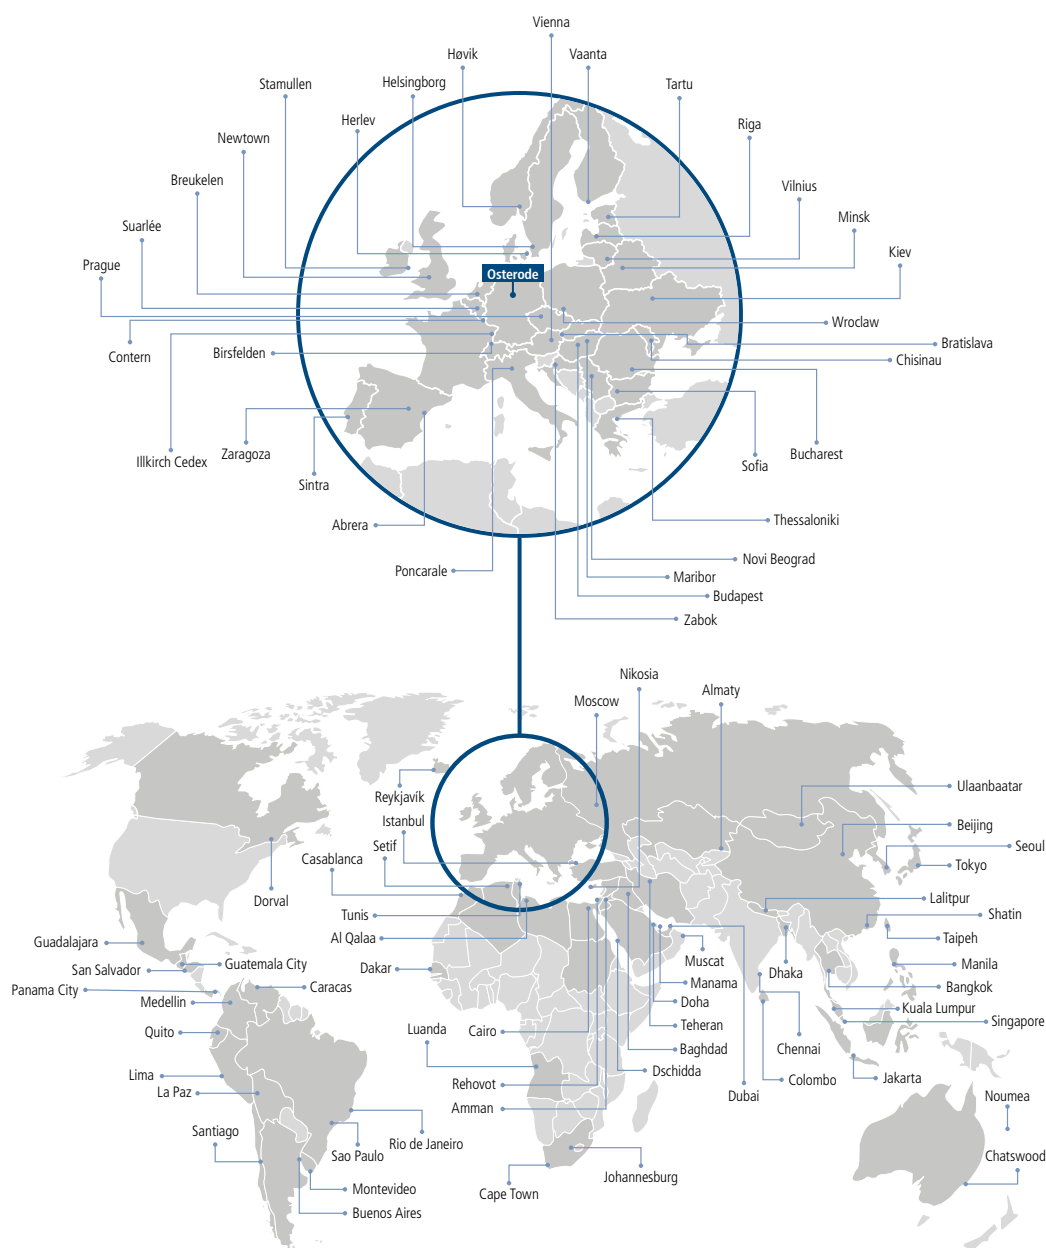 Vienna
Høvik
Vaanta
Stamullen
Helsingborg
Tartu
Herlev
Riga
Newtown
Breukelen
Vilnius
Suarlée
Minsk
Prague
Kiev
Osterode
Wroclaw
Contern
Birsfelden
Bratislava
Chisinau
Illkirch Cedex
Zaragoza
Sofia
Bucharest
Sintra
Abrera
Thessaloniki
Poncarale
Novi Beograd
Maribor
Budapest
Zabok
Nikosia
Moscow
Almaty
Reykjavík
Ulaanbaatar
Istanbul
Beijing
Setif
Seoul
Casablanca
Tokyo
Dorval
Lalitpur
Tunis
Shatin
Al Qalaa
Taipeh
Guadalajara
Guatemala City
Muscat
Dhaka
Manila
San Salvador
Dakar
Panama City
Caracas
Manama
Bangkok
Medellin
Doha
Kuala Lumpur
Quito
Luanda
Cairo
Teheran
Singapore
Baghdad
Chennai
Lima
Dschidda
La Paz
Rehovot
Colombo
Jakarta
Dubai
Amman
Noumea
Santiago
Rio de Janeiro
Sao Paulo
Chatswood
Johannesburg
Montevideo
Cape Town
Buenos Aires